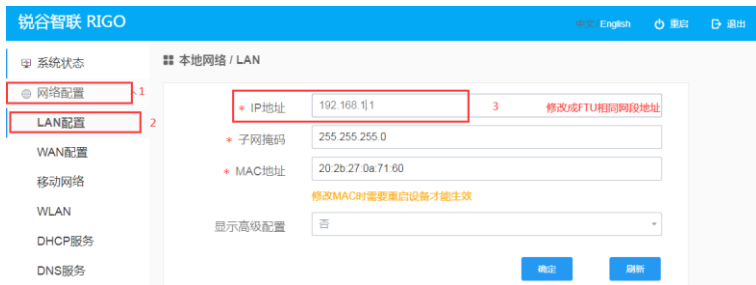 锐谷智联 RIGO
中文 English 重启 退出
系统状态
本地网络 / LAN
网络配置 1
LAN配置 2
WAN配置
移动网络
WLAN
DHCP服务
DNS服务
* IP地址 192.168.1.1 3 修改成FTU相同网段地址
* 子网掩码 255.255.255.0
* MAC地址 20:2b:27:0a:71:60
修改MAC时需要重启设备才能生效
显示高级配置 否
确定 刷新